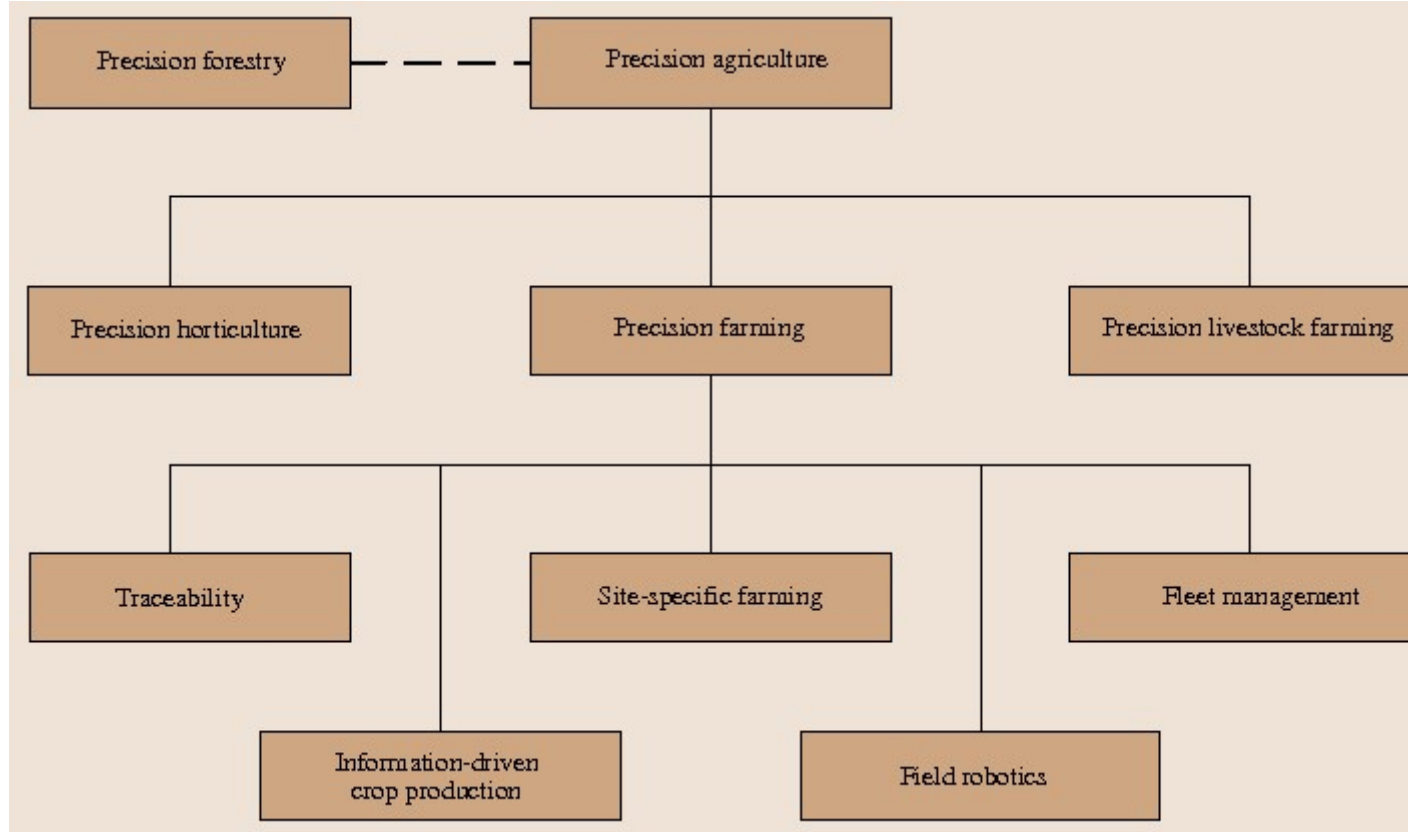 Precision forestry
Precision agriculture
Precision horticulture
Precision farming
Precision livestock farming
Traceability
Site-specific farming
Fleet management
Information-driven
crop production
Field robotics